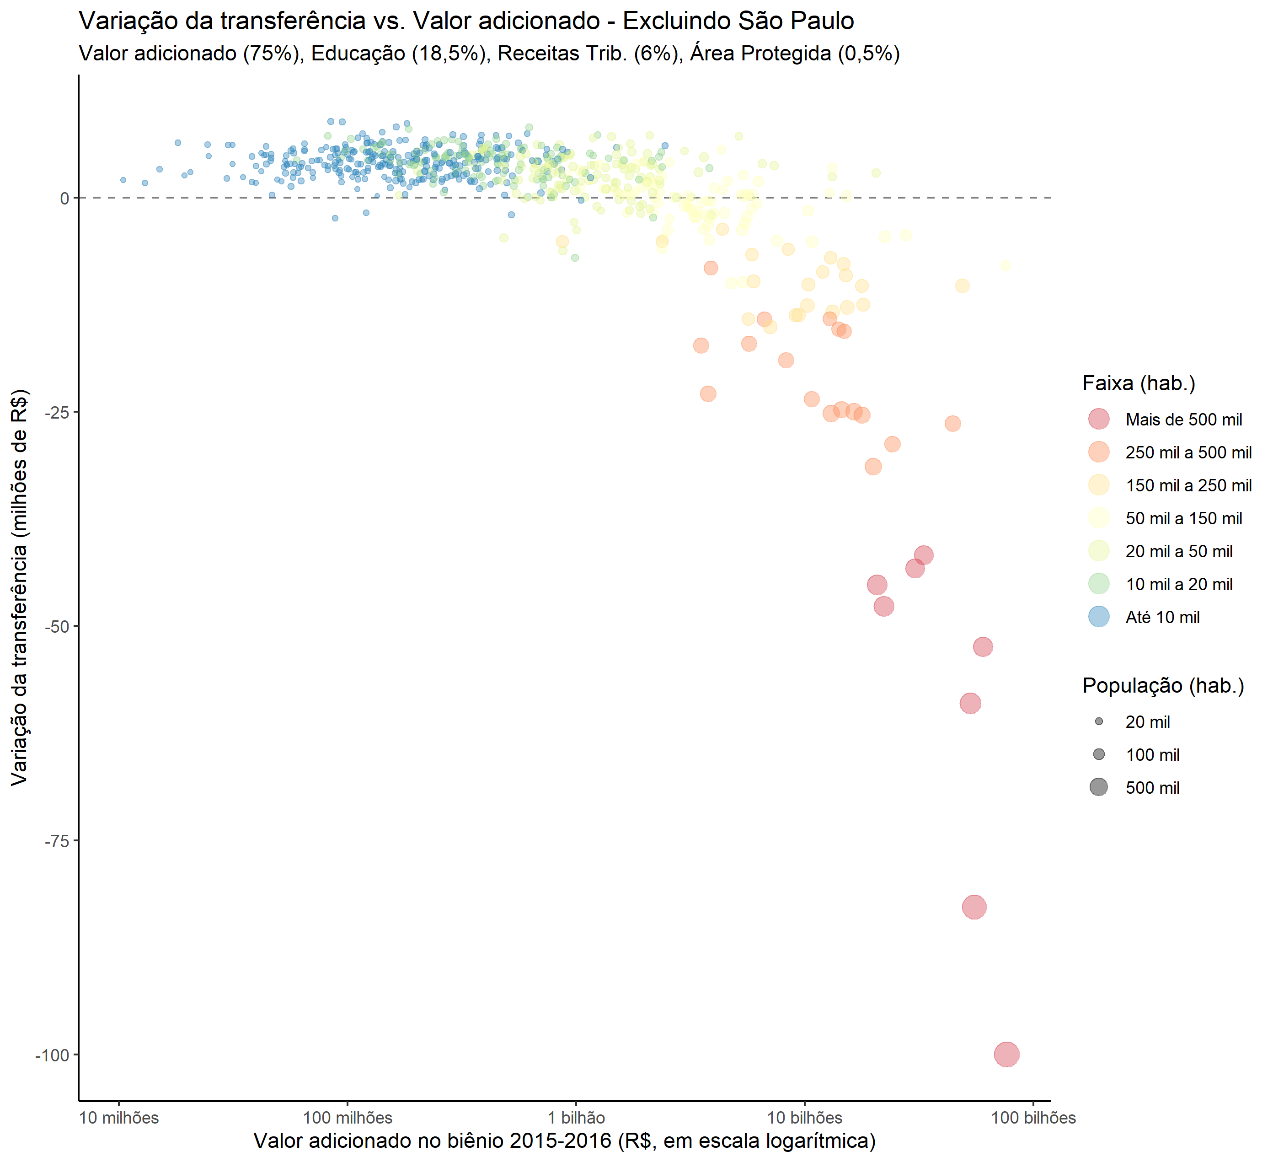 Variação da transferência vs. Valor adicionado - Excluindo São Paulo
Valor adicionado (75%), Educação (18,5%), Receitas Trib. (6%), Área Protegida (0,5%)
Variação da transferência (milhões de R$)
0
-25
-50
-75
-100
10 milhões
100 milhões
1 bilhão
10 bilhões
100 bilhões
Valor adicionado no biênio 2015-2016 (R$, em escala logarítmica)
Faixa (hab.)
Mais de 500 mil
250 mil a 500 mil
150 mil a 250 mil
50 mil a 150 mil
20 mil a 50 mil
10 mil a 20 mil
Até 10 mil
População (hab.)
20 mil
100 mil
500 mil